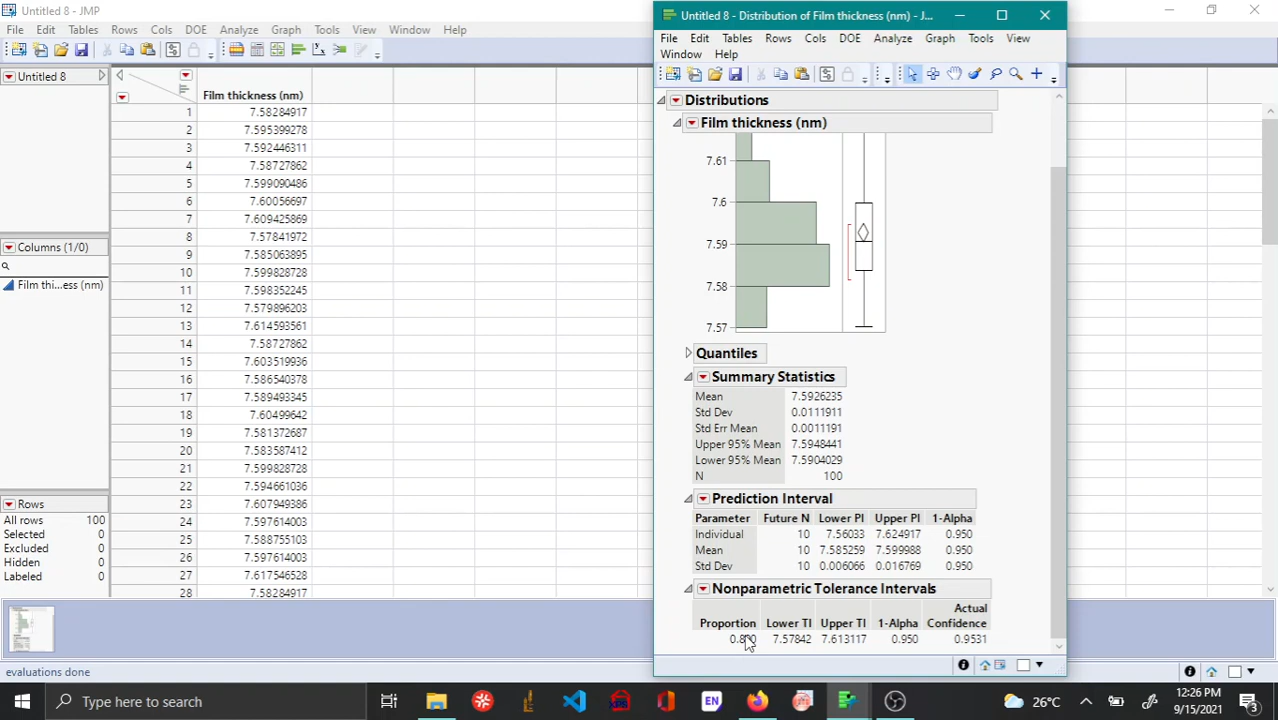 Untitled 8 - JMP
File Edit Tables Rows Cols DOE Analyze Graph Tools View Window Help
Untitled 8
Film thickness (nm)
1 7.58284917
2 7.595399278
3 7.592446311
4 7.58727862
5 7.599090486
6 7.60056697
7 7.609425869
8 7.57841972
9 7.585063895
10 7.599828728
11 7.598352245
12 7.579896203
13 7.614593561
14 7.58727862
15 7.603519936
16 7.586540378
17 7.589493345
18 7.60499642
19 7.581372687
20 7.583587412
21 7.599828728
22 7.594661036
23 7.607949386
24 7.597614003
25 7.588755103
26 7.597614003
27 7.617546528
28 7.58284917
Columns (1/0)
Film thi...ess (nm)
Rows
All rows 100
Selected 0
Excluded 0
Hidden 0
Labeled 0
evaluations done
Untitled 8 - Distribution of Film thickness (nm) - J...
File Edit Tables Rows Cols DOE Analyze Graph Tools View
Window Help
Distributions
Film thickness (nm)
7.61
7.6
7.59
7.58
7.57
Quantiles
Summary Statistics
Mean 7.5926235
Std Dev 0.0111911
Std Err Mean 0.0011191
Upper 95% Mean 7.5948441
Lower 95% Mean 7.5904029
N 100
Prediction Interval
Parameter Future N Lower PI Upper PI 1-Alpha
Individual 10 7.56033 7.624917 0.950
Mean 10 7.585259 7.599988 0.950
Std Dev 10 0.006066 0.016769 0.950
Nonparametric Tolerance Intervals
Proportion Lower TI Upper TI 1-Alpha Actual Confidence
7.57842 7.613117 0.950 0.9531
Type here to search
EN
26°C
12:26 PM
9/15/2021
3